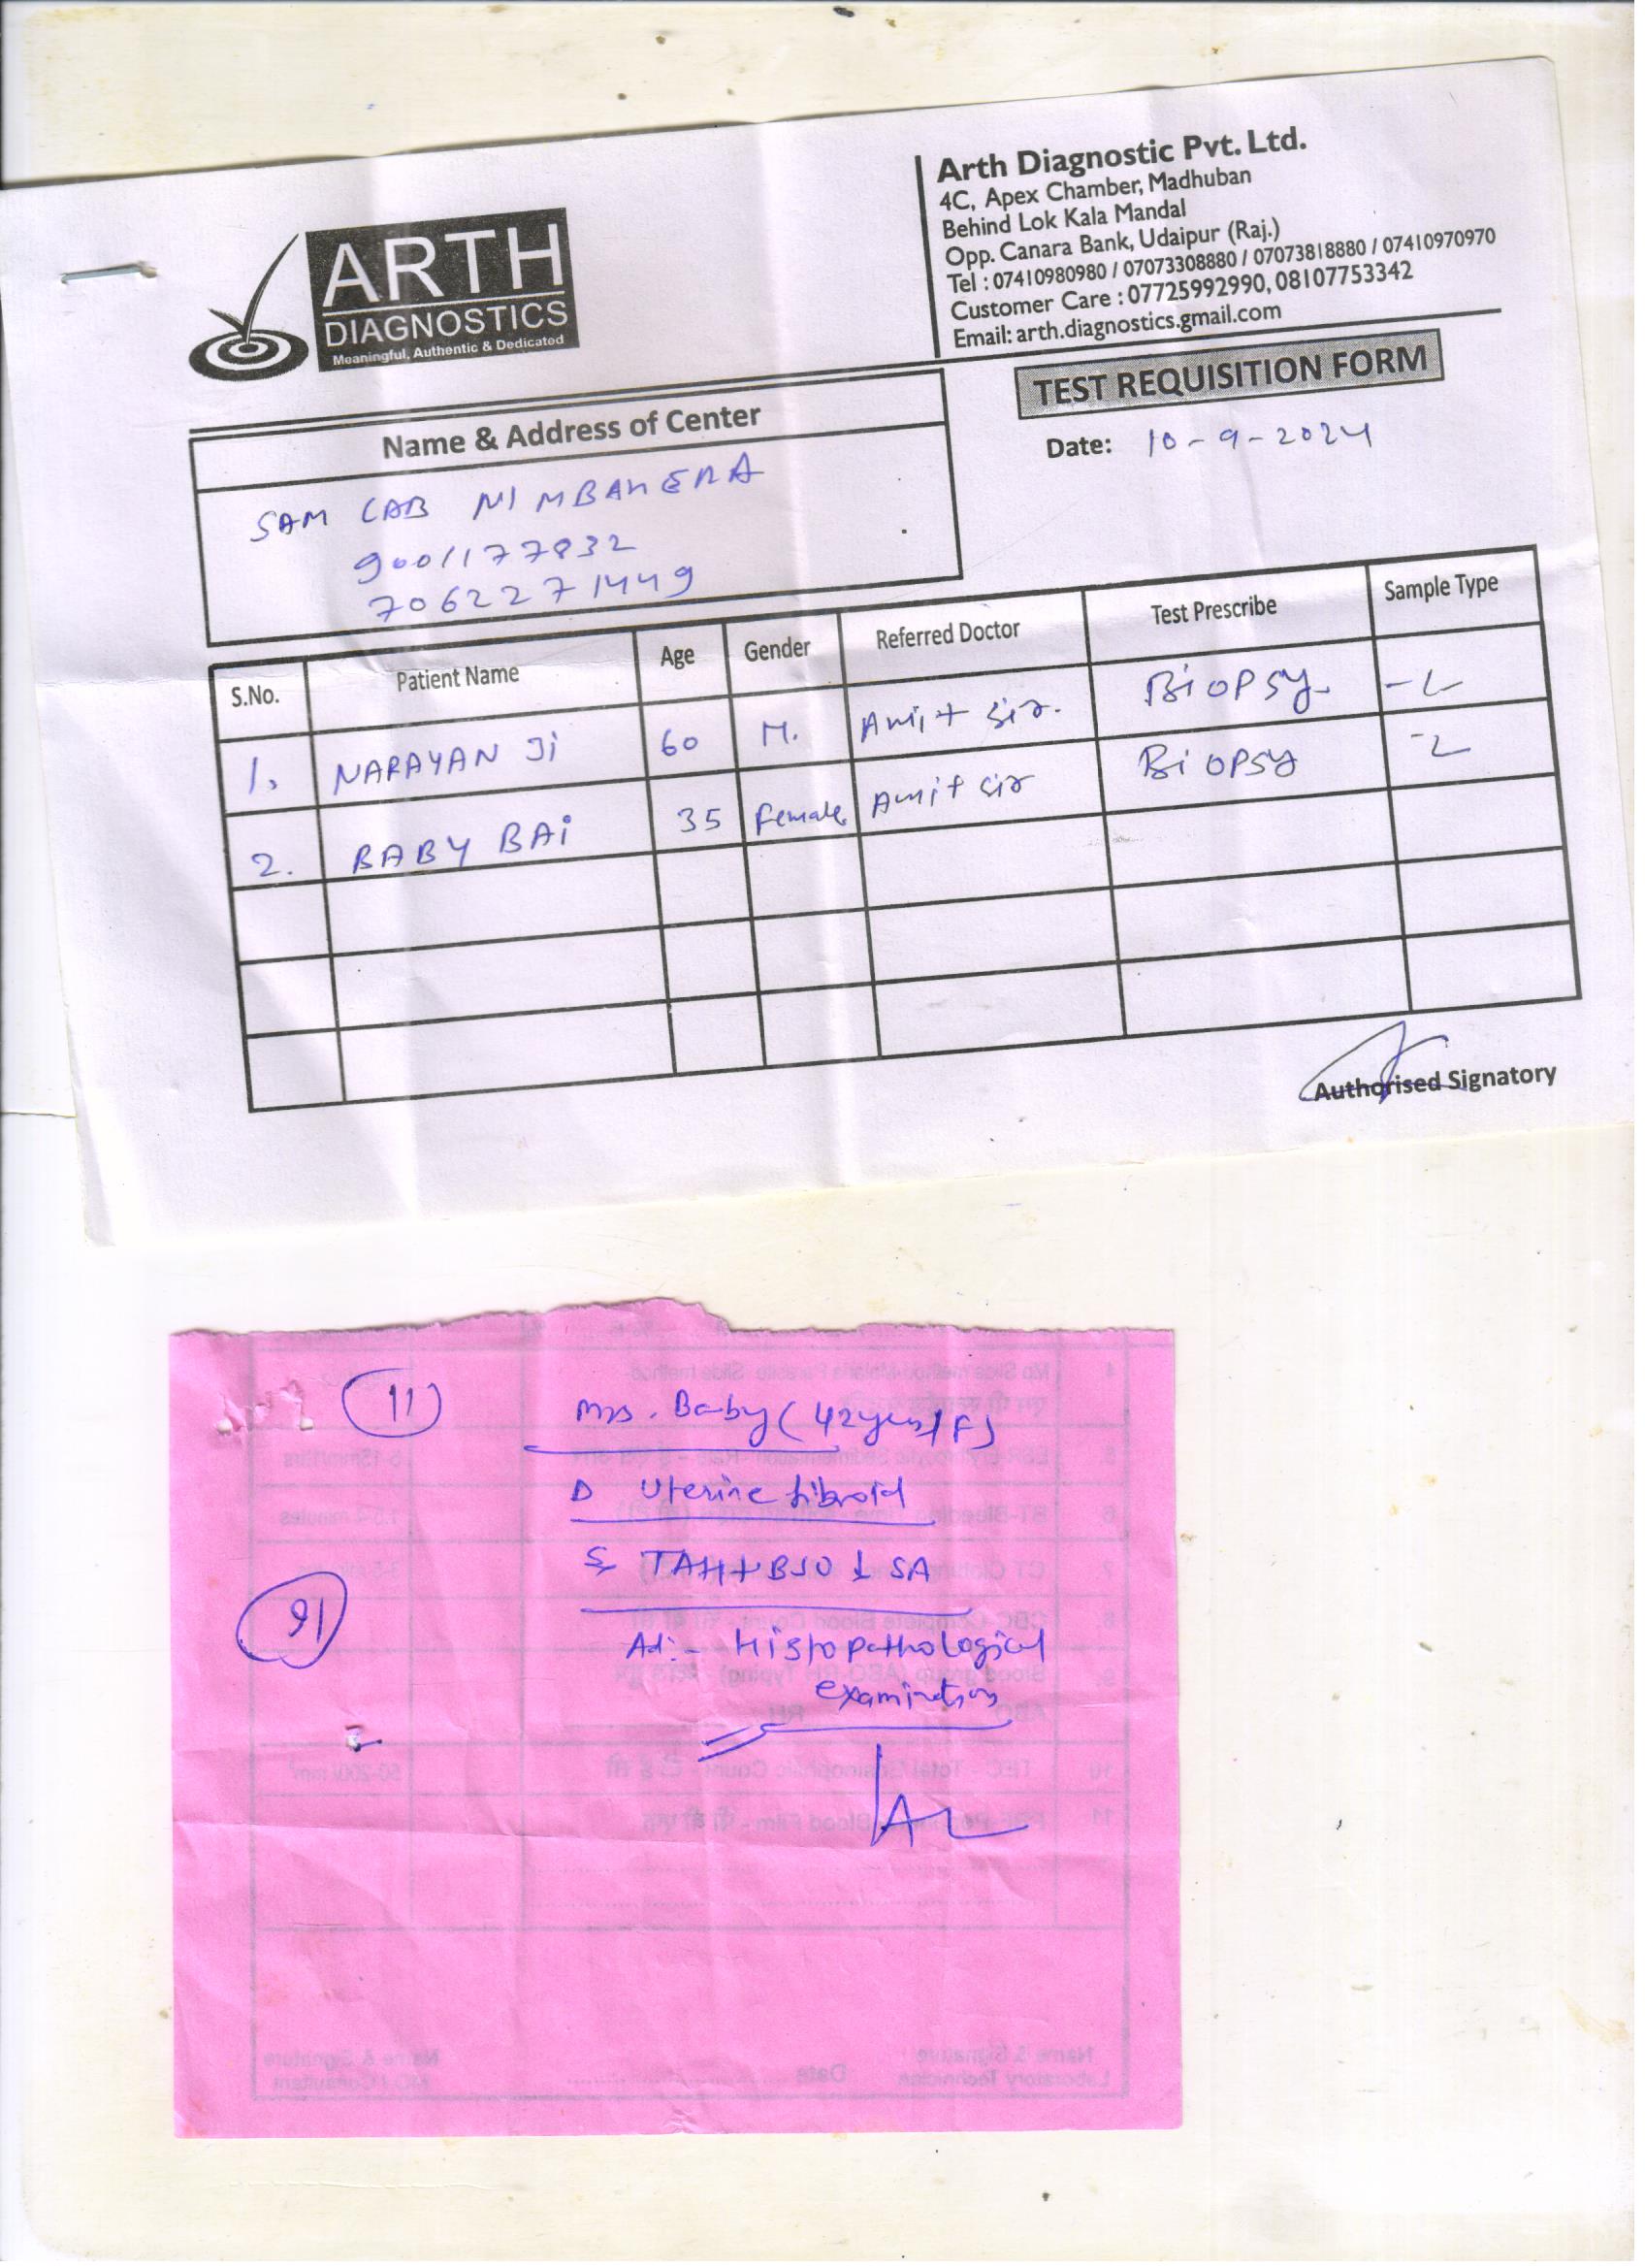 ARTH
DIAGNOSTICS
Meaningful, Authentic & Dedicated
Arth Diagnostic Pvt. Ltd.
4C, Apex Chamber, Madhuban
Behind Lok Kala Mandal
Opp. Canara Bank, Udaipur (Raj.)
Tel : 07410980980 / 07073308880 / 07073818880 / 07410970970
Customer Care : 07725992990, 08107753342
Email: arth.diagnostics.gmail.com
TEST REQUISITION FORM
Date: 10-9-2024
Name & Address of Center
SAM LAB NIMBAHERA
9001177832
7062271449
S.No. Patient Name Age Gender Referred Doctor Test Prescribe Sample Type
1. NARAYAN Ji 60 M. Amit sir. Biopsy. -L
2. BABY BAi 35 Female Amit sir Biopsy -L
Authorised Signatory
11
Mrs. Baby (42years/F)
D Uterine fibroid
S TAH+BSO SA
91
Ad:- Histopathological
examination